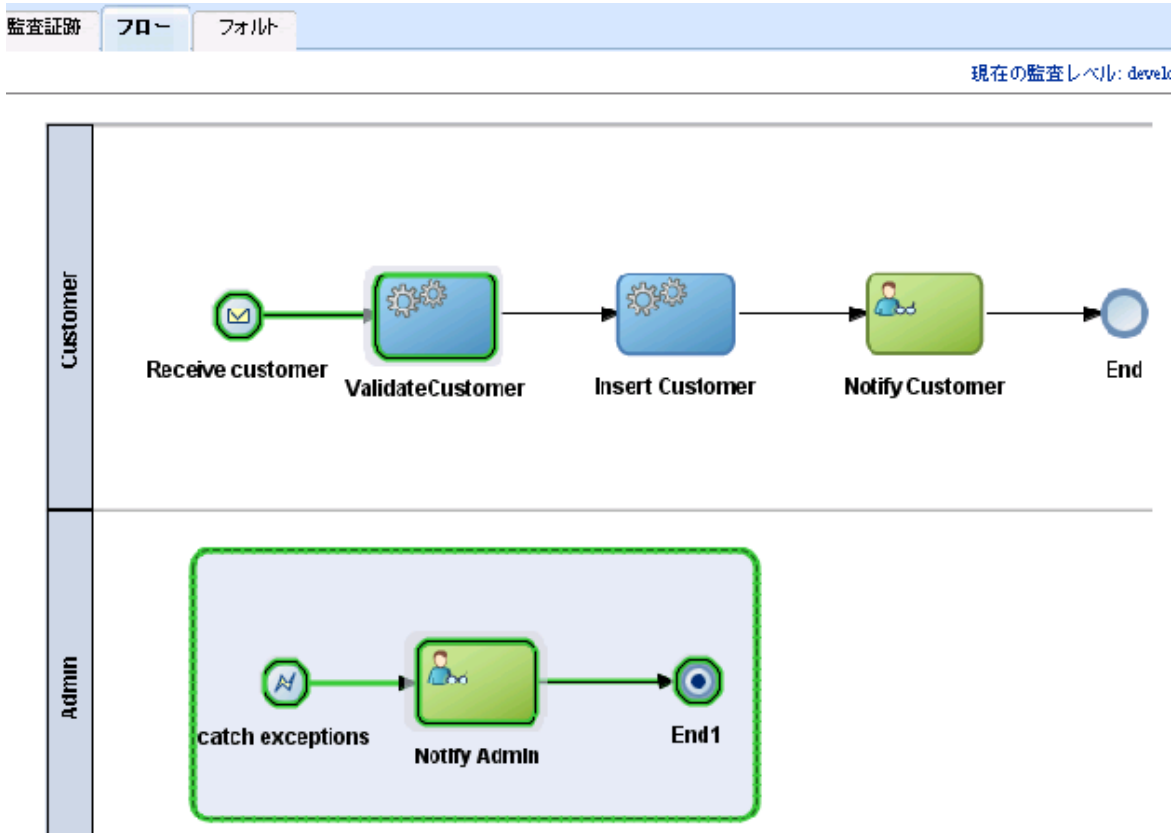 監査証跡 フロー フォルト
現在の監査レベル: develo
Customer
Receive customer
ValidateCustomer
Insert Customer
Notify Customer
End
Admin
catch exceptions
Notify Admin
End1